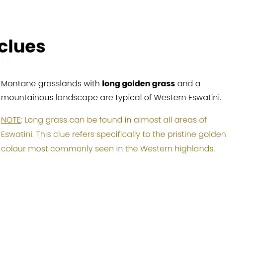 clues
Montane grasslands with long golden grass and a
mountainous landscape are typical of Western Eswatini.
NOTE: Long grass can be found in almost all areas of
Eswatini. This clue refers specifically to the pristine golden
colour most commonly seen in the Western highlands.